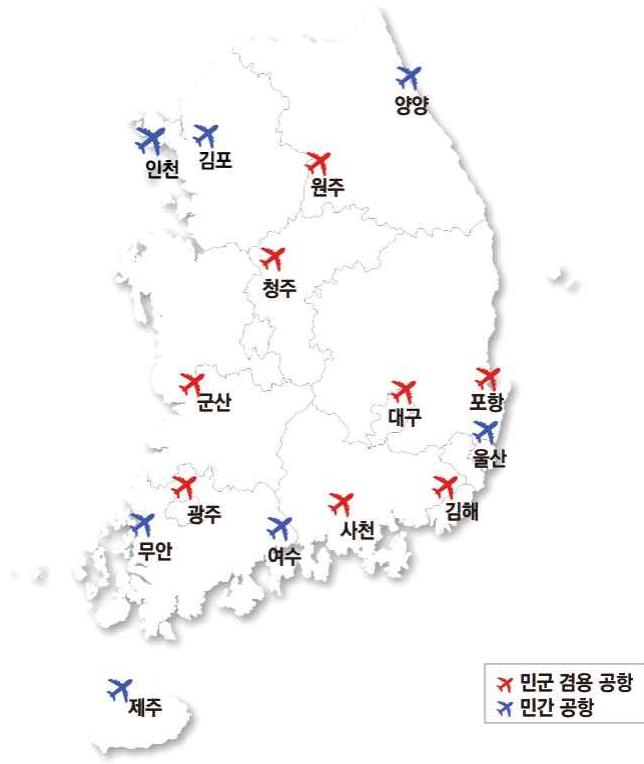 양양
인천
김포
원주
청주
군산
대구
포항
울산
광주
사천
김해
무안
여수
제주
민군 겸용 공항
민간 공항